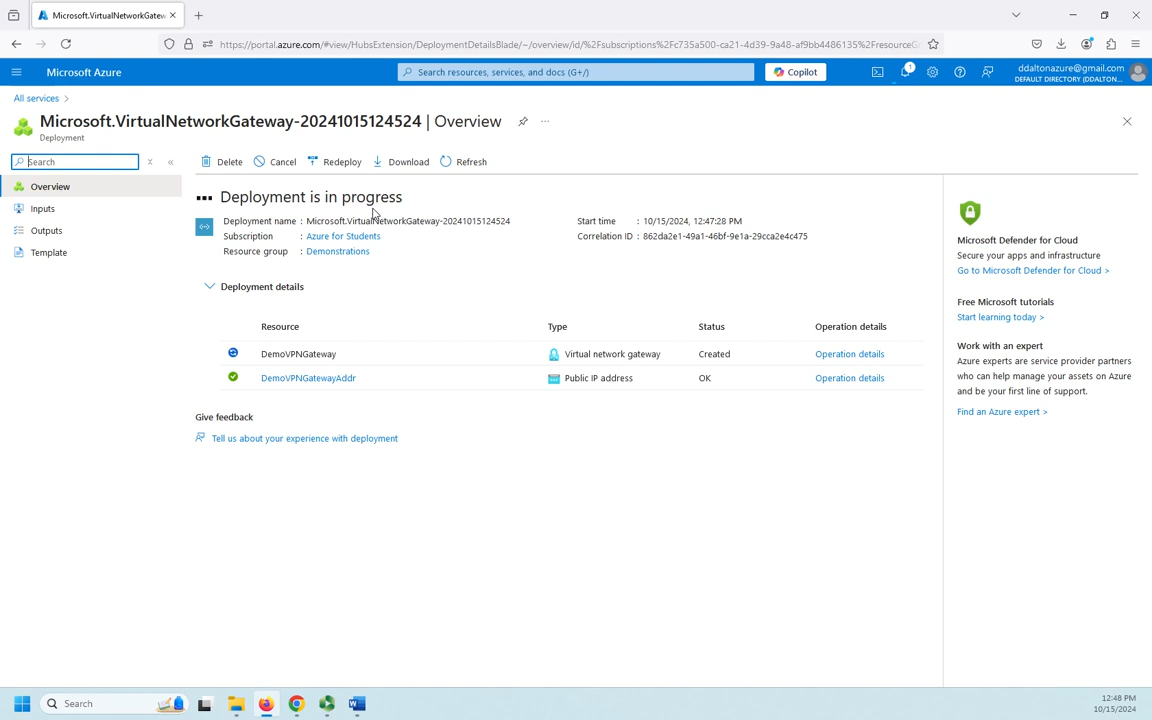 Microsoft.VirtualNetworkGatew
https://portal.azure.com/#view/HubsExtension/DeploymentDetailsBlade/~/overview/id/%2Fsubscriptions%2Fc735a500-ca21-4d39-9a48-af9bb4486135%2FresourceG
Microsoft Azure
Search resources, services, and docs (G+/)
Copilot
1
ddaltonazure@gmail.com
DEFAULT DIRECTORY (DDALTON...
All services >
Microsoft.VirtualNetworkGateway-20241015124524 | Overview
...
Deployment
Search
Delete
Cancel
Redeploy
Download
Refresh
Overview
Inputs
Outputs
Template
Deployment is in progress
Deployment name : Microsoft.VirtualNetworkGateway-20241015124524
Subscription : Azure for Students
Resource group : Demonstrations
Start time : 10/15/2024, 12:47:28 PM
Correlation ID : 862da2e1-49a1-46bf-9e1a-29cca2e4c475
Deployment details
Resource Type Status Operation details
DemoVPNGateway Virtual network gateway Created Operation details
DemoVPNGatewayAddr Public IP address OK Operation details
Give feedback
Tell us about your experience with deployment
Microsoft Defender for Cloud
Secure your apps and infrastructure
Go to Microsoft Defender for Cloud >
Free Microsoft tutorials
Start learning today >
Work with an expert
Azure experts are service provider partners
who can help manage your assets on Azure
and be your first line of support.
Find an Azure expert >
Search
12:48 PM
10/15/2024